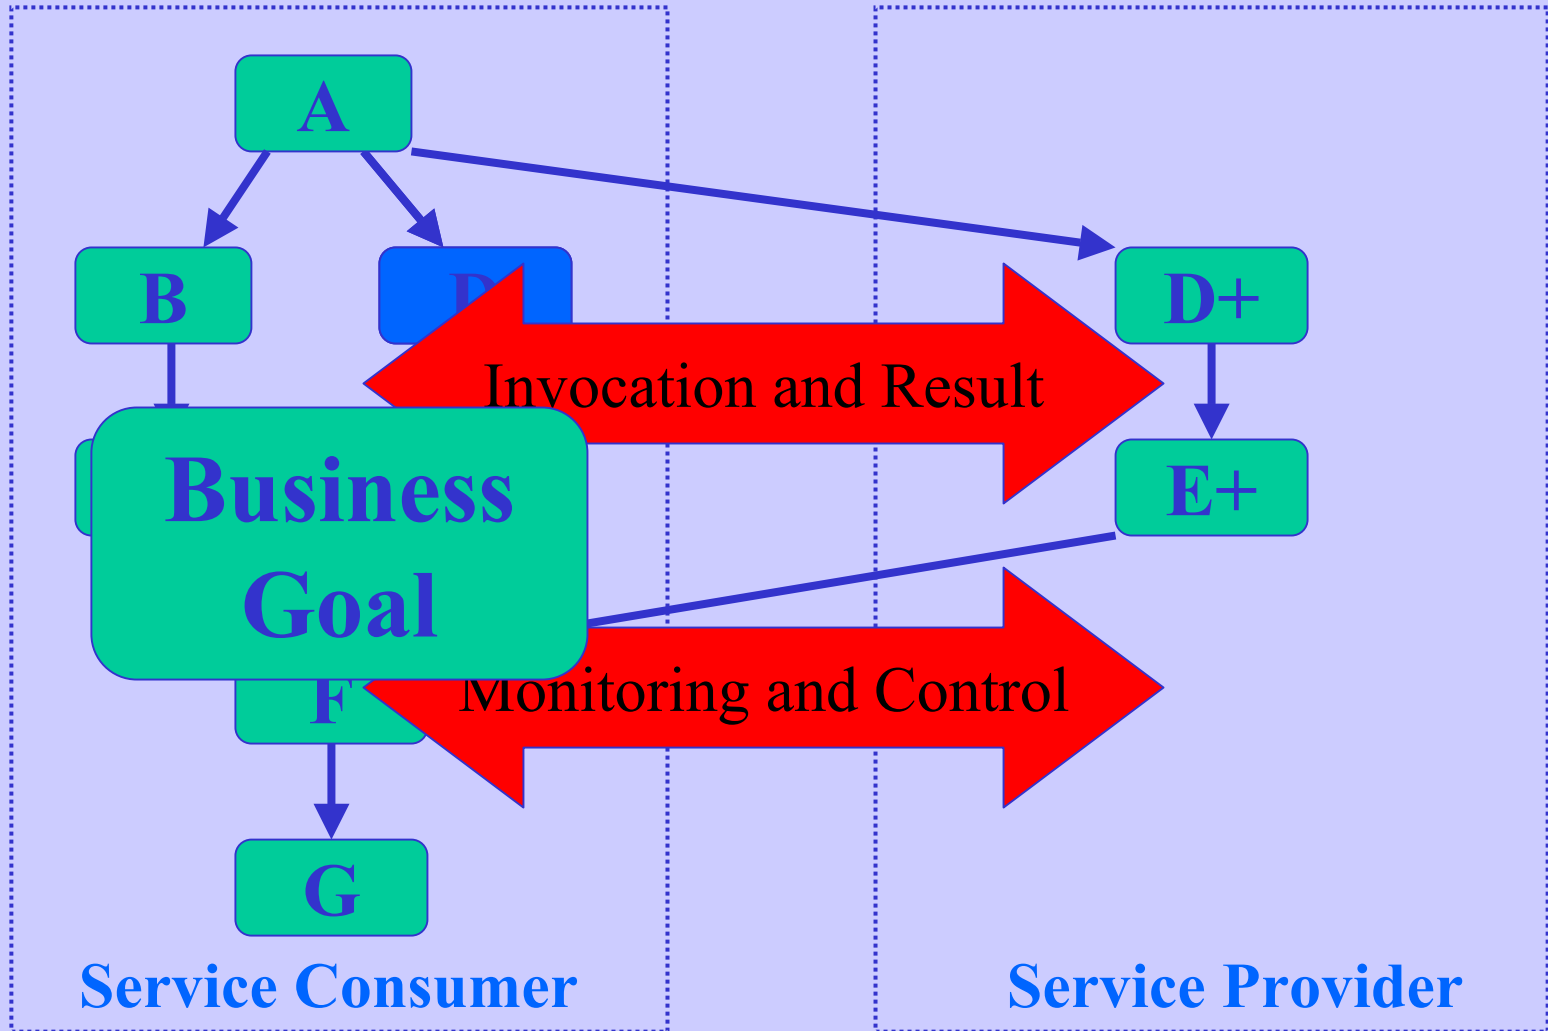 A
B
D
D+
Invocation and Result
E+
Business
Goal
F
Monitoring and Control
G
Service Consumer
Service Provider